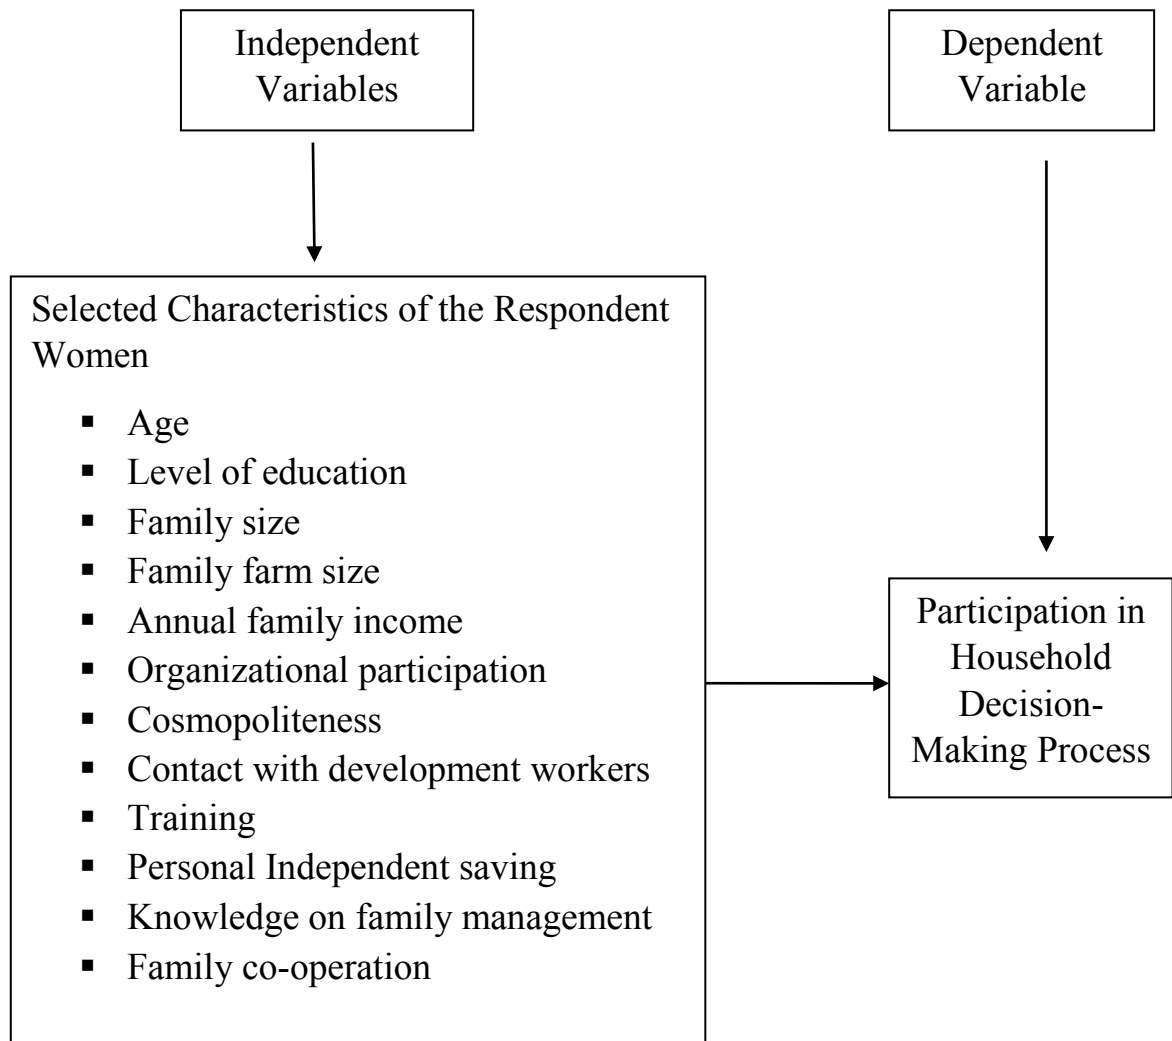 Independent
Variables
Dependent
Variable
Selected Characteristics of the Respondent
Women
▪ Age
▪ Level of education
▪ Family size
▪ Family farm size
▪ Annual family income
▪ Organizational participation
▪ Cosmopoliteness
▪ Contact with development workers
▪ Training
▪ Personal Independent saving
▪ Knowledge on family management
▪ Family co-operation
Participation in
Household
Decision-
Making Process